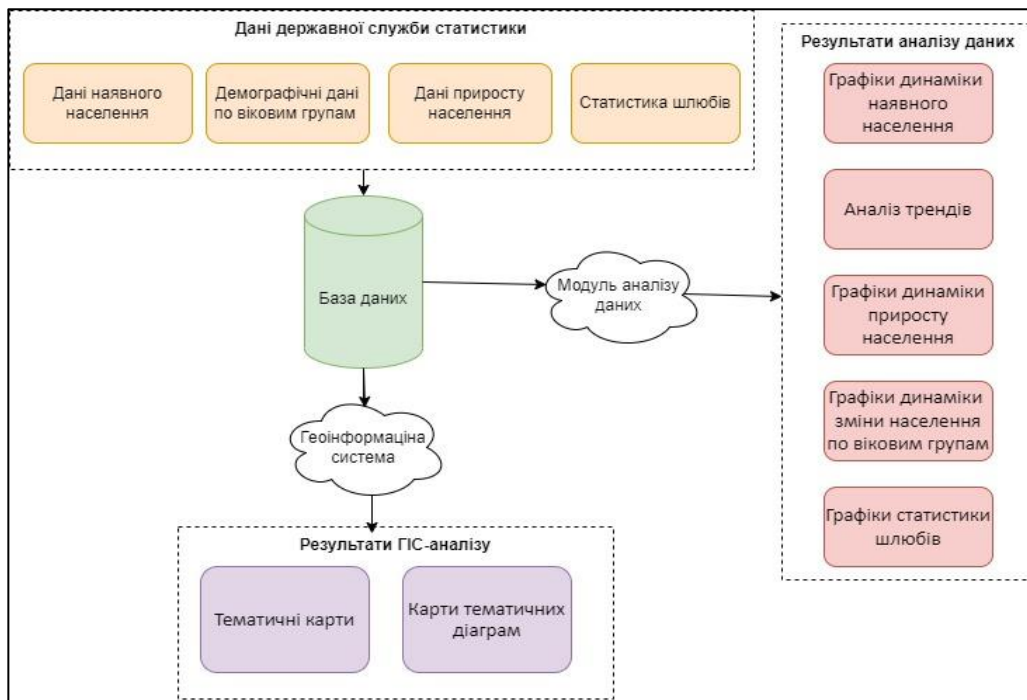 Дані державної служби статистики
Дані наявного
населення
Демографічні дані
по віковим групам
Дані приросту
населення
Статистика шлюбів
База даних
Модуль аналізу
даних
Геоінформаціна
система
Результати ГІС-аналізу
Тематичні карти
Карти тематичних
діаграм
Результати аналізу даних
Графіки динаміки
наявного
населення
Аналіз трендів
Графіки динаміки
приросту
населення
Графіки динаміки
зміни населення
по віковим групам
Графіки статистики
шлюбів